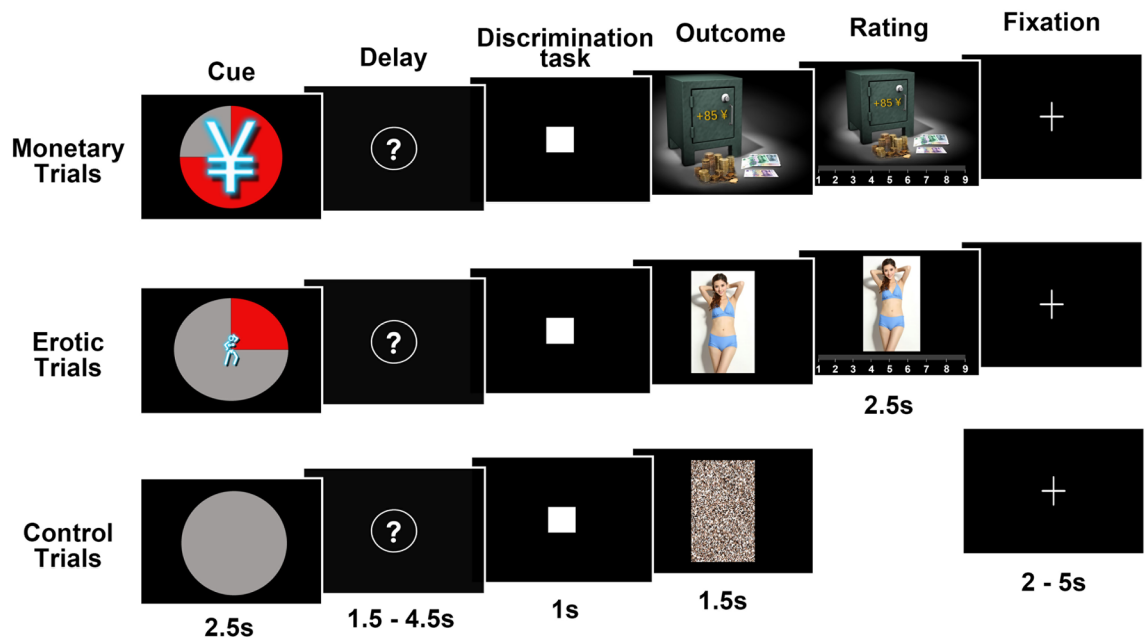 Cue
Delay
Discrimination
task
Outcome
Rating
Fixation
Monetary
Trials
¥
?
+85 ¥
+85 ¥
1 2 3 4 5 6 7 8 9
Erotic
Trials
?
1 2 3 4 5 6 7 8 9
2.5s
Control
Trials
?
2.5s
1.5 - 4.5s
1s
1.5s
2 - 5s